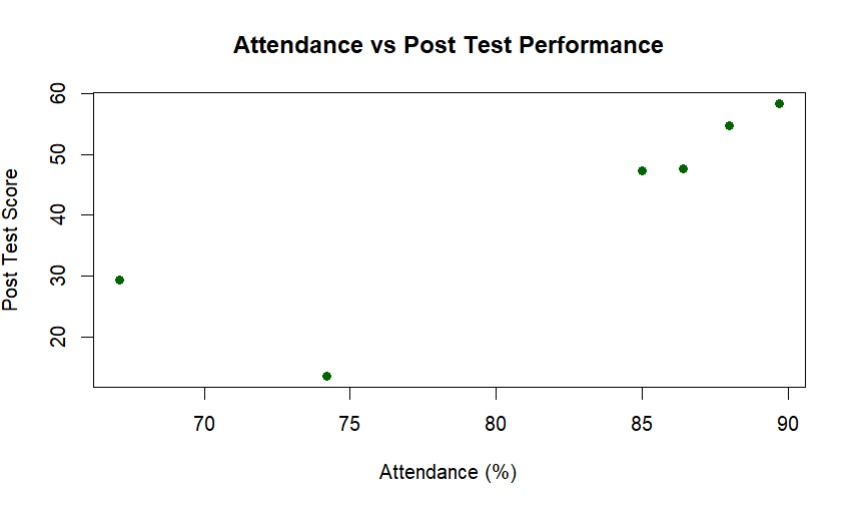 Attendance vs Post Test Performance
60
50
40
30
20
Post Test Score
70 75 80 85 90
Attendance (%)